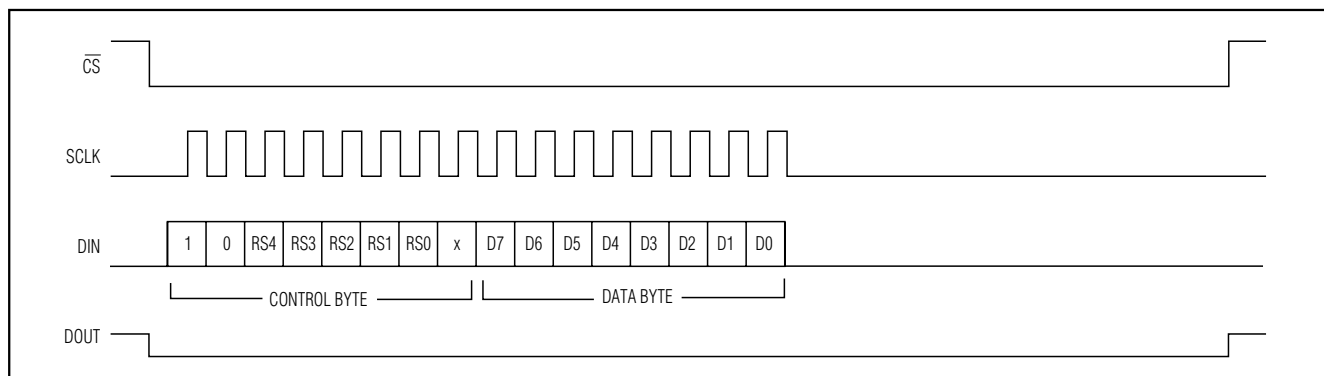 CS
SCLK
DIN 1 0 RS4 RS3 RS2 RS1 RS0 x D7 D6 D5 D4 D3 D2 D1 D0
CONTROL BYTE DATA BYTE
DOUT